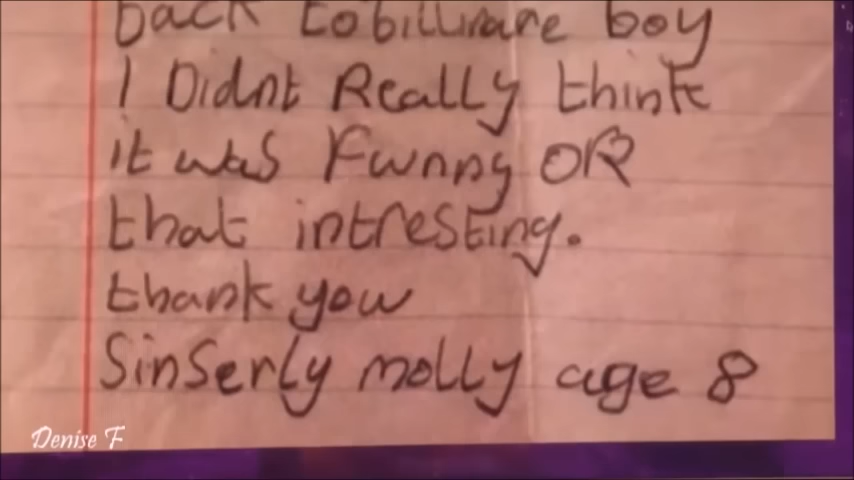 back to billinare boy
I Didnt Really think
it was Funny OR
that intresting.
thank you
SinSerly molly age 8
Denise F